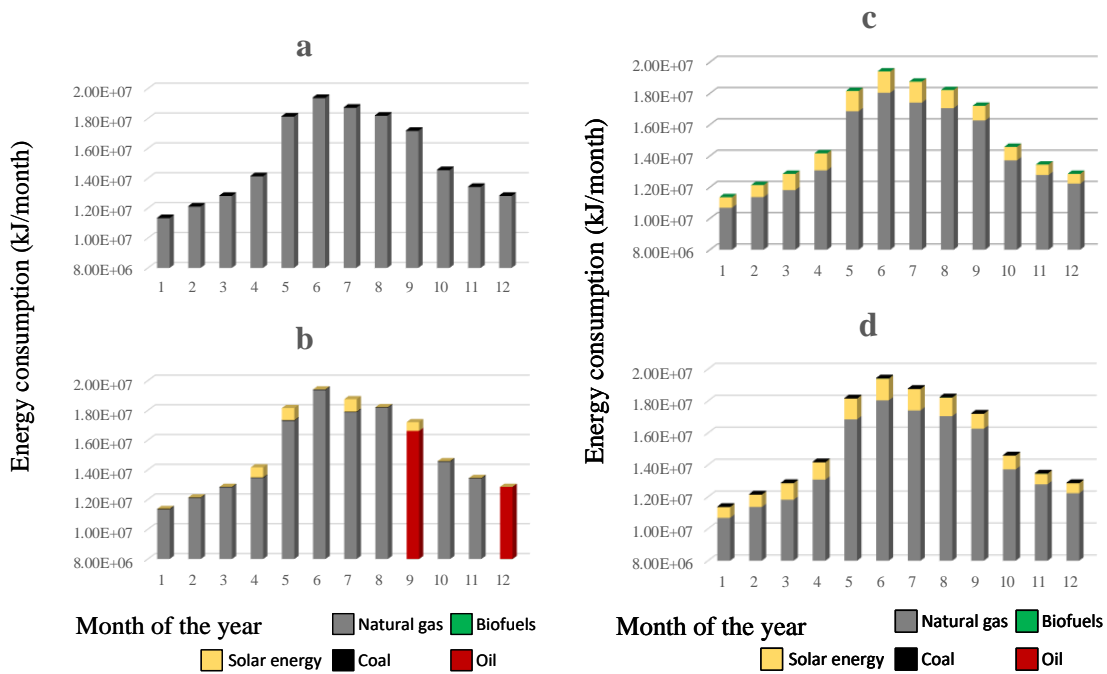 a
2.00E+07
1.80E+07
1.60E+07
1.40E+07
1.20E+07
1.00E+07
8.00E+06
1 2 3 4 5 6 7 8 9 10 11 12
b
2.00E+07
1.80E+07
1.60E+07
1.40E+07
1.20E+07
1.00E+07
8.00E+06
1 2 3 4 5 6 7 8 9 10 11 12
Energy consumption (kJ/month)
Month of the year
Natural gas Biofuels
Solar energy Coal Oil
c
2.00E+07
1.80E+07
1.60E+07
1.40E+07
1.20E+07
1.00E+07
8.00E+06
1 2 3 4 5 6 7 8 9 10 11 12
d
2.00E+07
1.80E+07
1.60E+07
1.40E+07
1.20E+07
1.00E+07
8.00E+06
1 2 3 4 5 6 7 8 9 10 11 12
Energy consumption (kJ/month)
Month of the year
Natural gas Biofuels
Solar energy Coal Oil